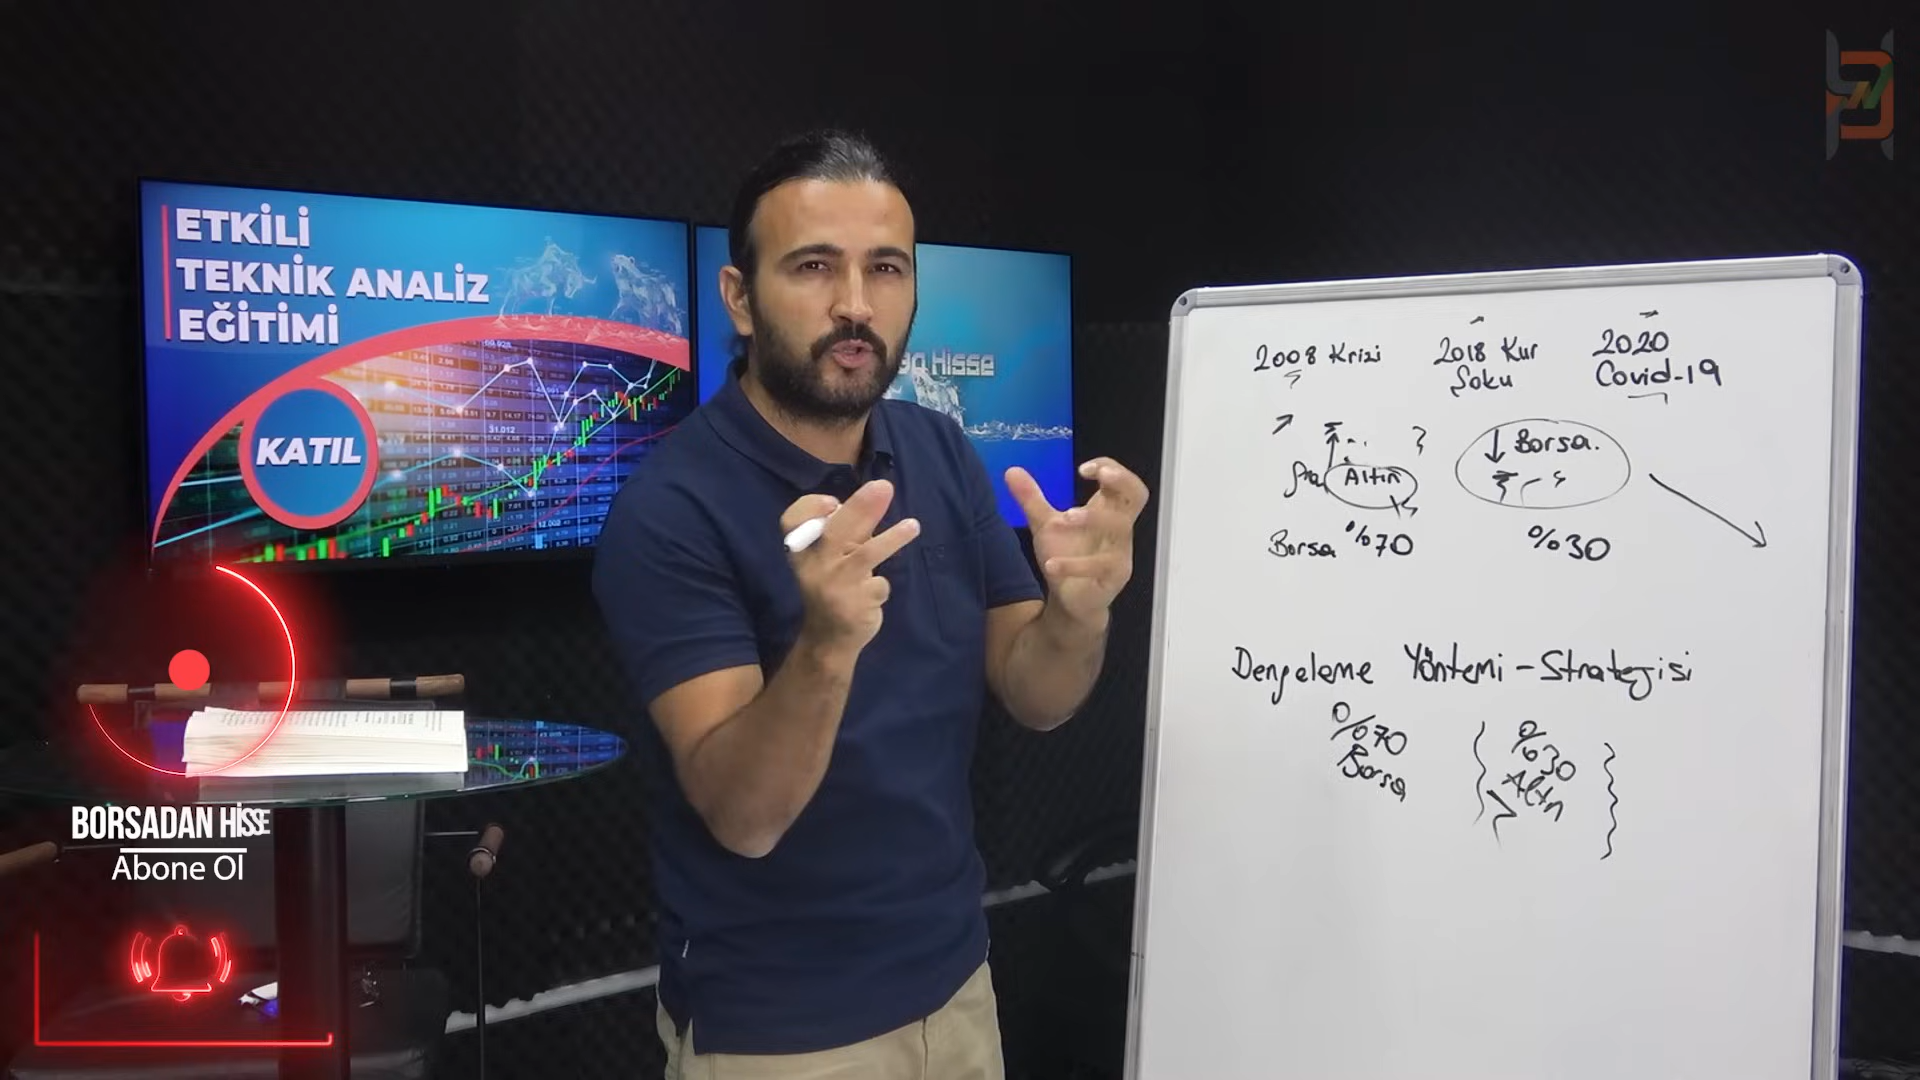 ETKİLİ
TEKNİK ANALİZ
EĞİTİMİ
KATIL
Hisse
2008 Krizi
2018 Kur
Şoku
2020
Covid-19
Altın
Borsa.
Borsa %70
%30
Dengeleme Yöntemi - Stratejisi
%70
Borsa
%30
Altın
BORSADAN HİSSE
Abone Ol